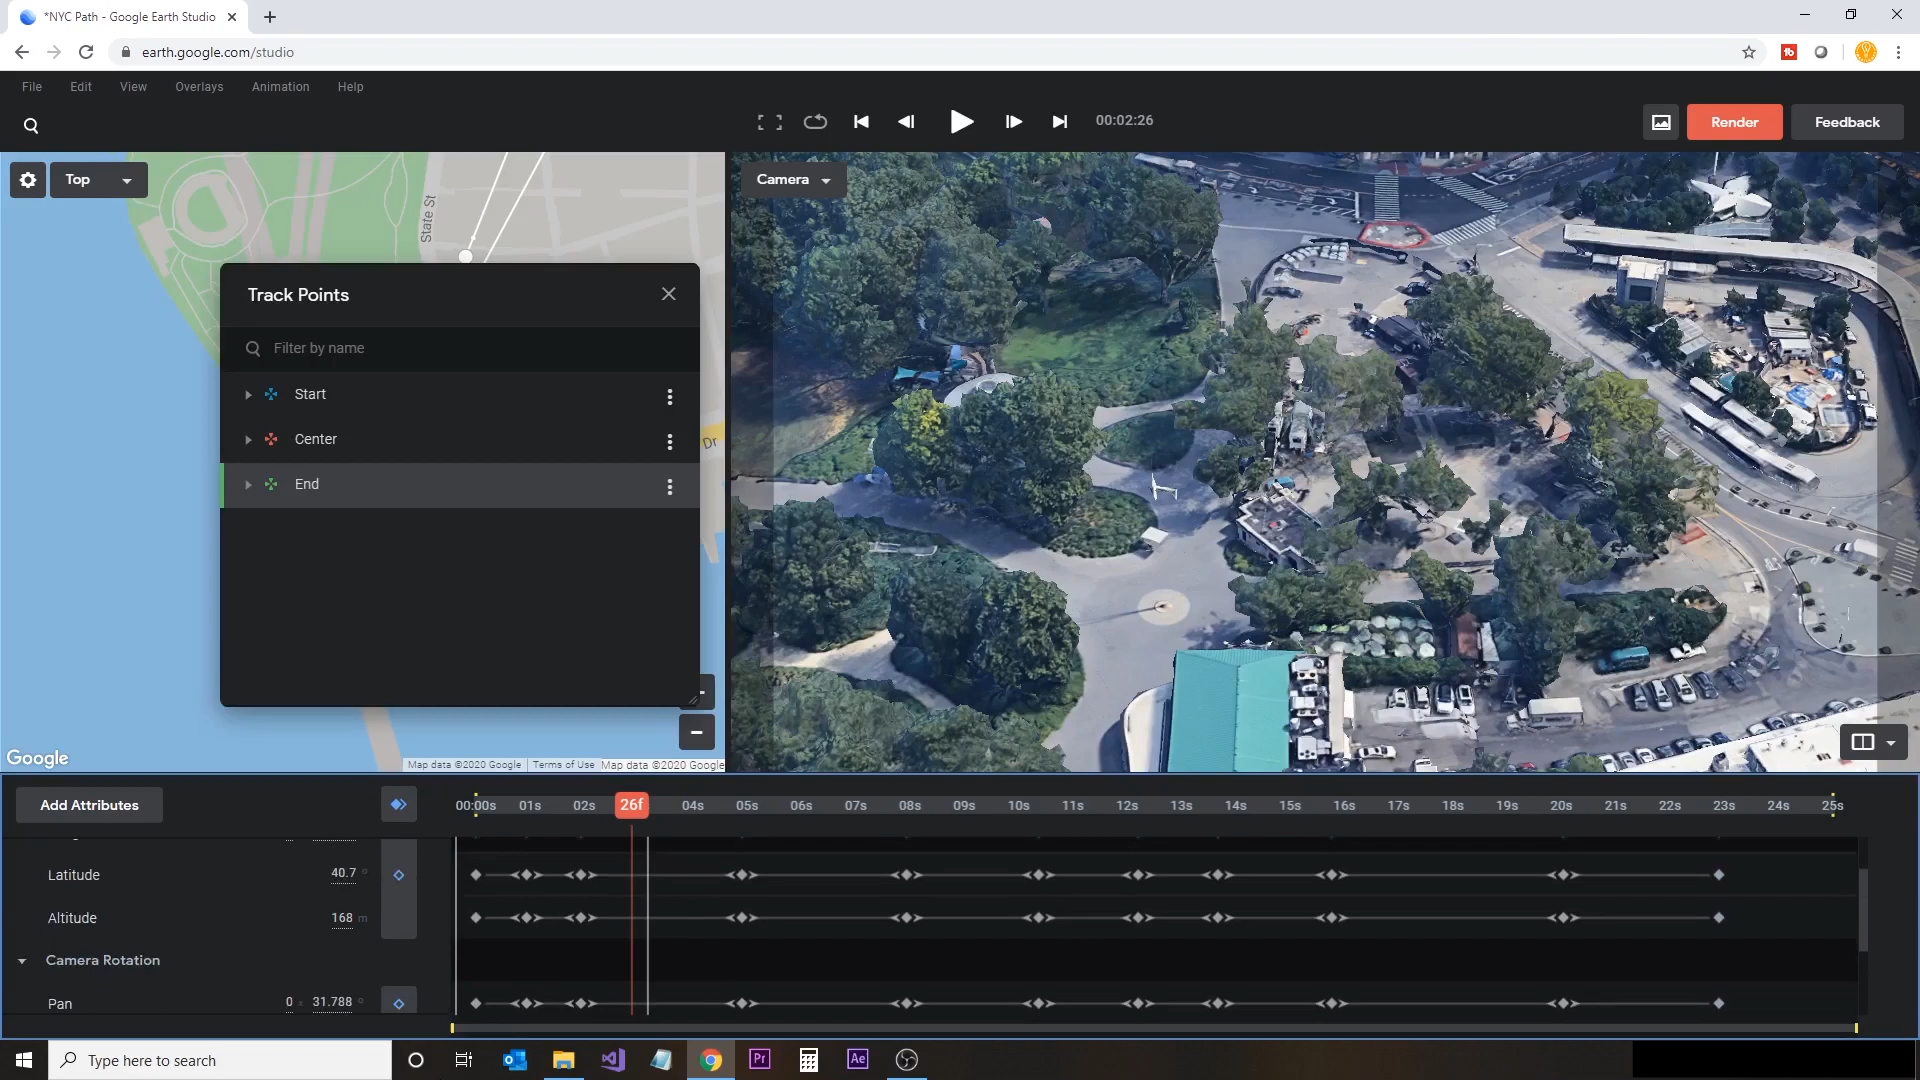 *NYC Path - Google Earth Studio
earth.google.com/studio
File Edit View Overlays Animation Help
00:02:26
Render
Feedback
Top
Camera
State St
Track Points
Filter by name
Start
Center
End
Dr
Google
Map data ©2020 Google Terms of Use Map data ©2020 Google
Add Attributes
00:00s 01s 02s 26f 04s 05s 06s 07s 08s 09s 10s 11s 12s 13s 14s 15s 16s 17s 18s 19s 20s 21s 22s 23s 24s 25s
Latitude 40.7 °
Altitude 168 m
Camera Rotation
Pan 0 x 31.788 °
Type here to search
Pr
Ae